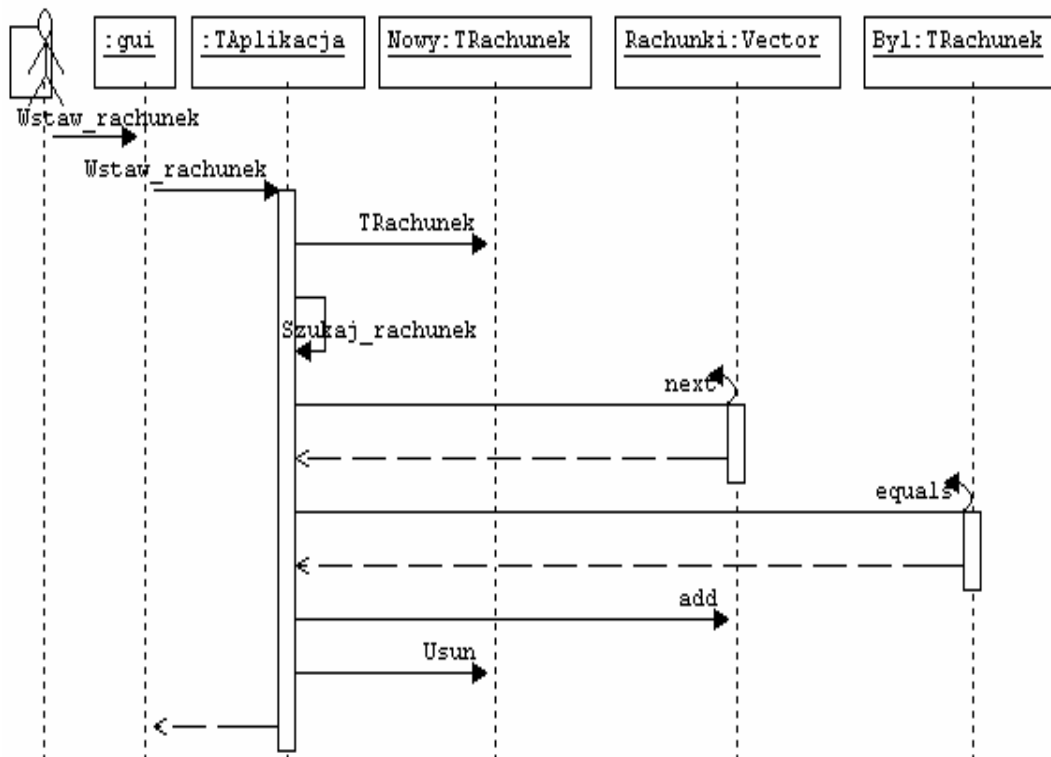 :gui
:TAplikacja
Nowy:TRachunek
Rachunki:Vector
Byl:TRachunek
Wstaw_rachunek
Wstaw_rachunek
TRachunek
Szukaj_rachunek
next
equals
add
Usun